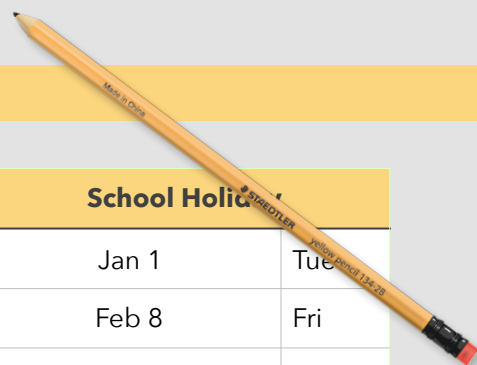 Made in China
School Holid
STAEDTLER
yellow pencil 134-2B
Jan 1 Tue
Feb 8 Fri